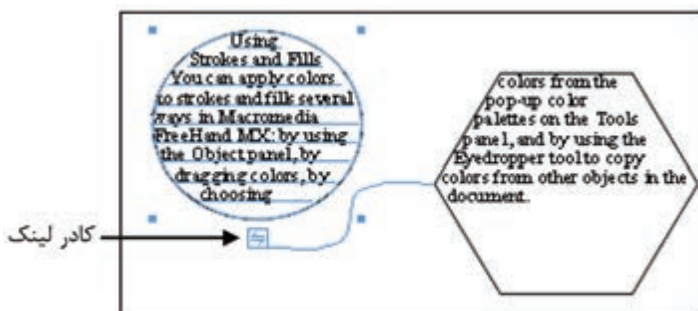 Using
Strokes and Fills
You can apply colors
to strokes and fills several
ways in Macromedia
FreeHand MX: by using
the Object panel, by
dragging colors, by
choosing
colors from the
pop-up color
palettes on the Tools
panel, and by using the
Eyedropper tool to copy
colors from other objects in the
document.
کادر لینک